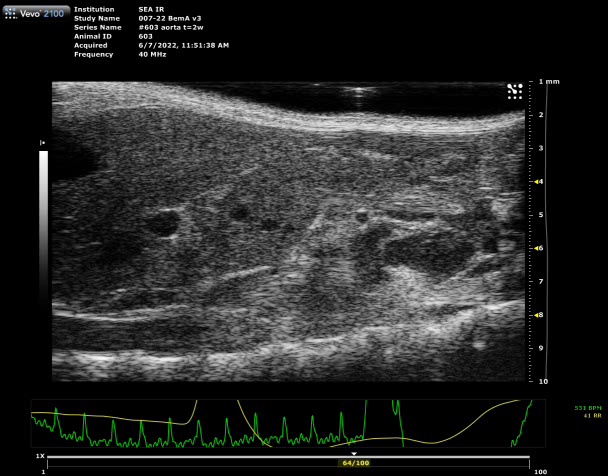 Vevo 2100
Institution SEA IR
Study Name 007-22 BemA v3
Series Name #603 aorta t=2w
Animal ID 603
Acquired 6/7/2022, 11:51:38 AM
Frequency 40 MHz
1 mm
2
3
4
5
6
7
8
9
10
533 BPM
41 RR
1X
64/100
1
100